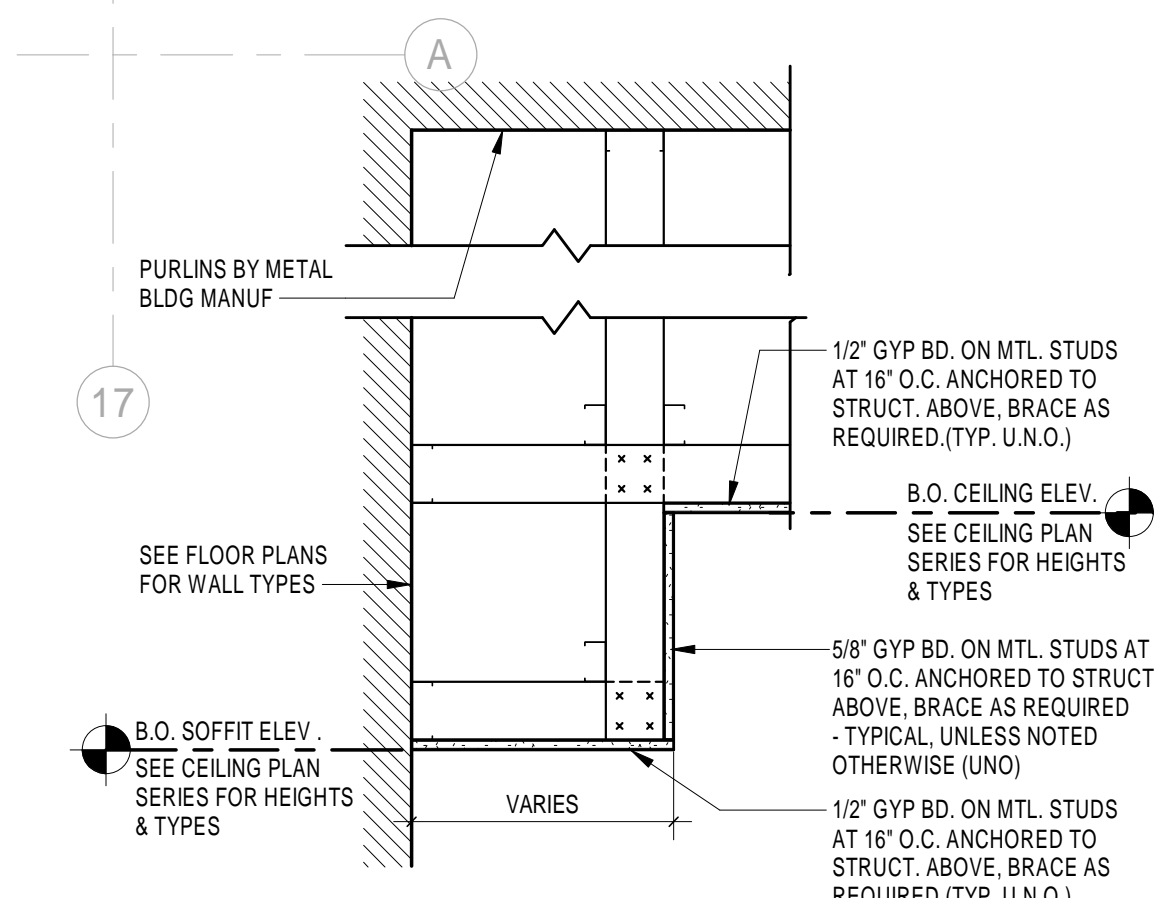 A
PURLINS BY METAL
BLDG MANUF
17
1/2" GYP BD. ON MTL. STUDS
AT 16" O.C. ANCHORED TO
STRUCT. ABOVE, BRACE AS
REQUIRED.(TYP. U.N.O.)
B.O. CEILING ELEV.
SEE CEILING PLAN
SERIES FOR HEIGHTS
& TYPES
SEE FLOOR PLANS
FOR WALL TYPES
5/8" GYP BD. ON MTL. STUDS AT
16" O.C. ANCHORED TO STRUCT
ABOVE, BRACE AS REQUIRED
- TYPICAL, UNLESS NOTED
OTHERWISE (UNO)
B.O. SOFFIT ELEV .
SEE CEILING PLAN
SERIES FOR HEIGHTS
& TYPES
VARIES
1/2" GYP BD. ON MTL. STUDS
AT 16" O.C. ANCHORED TO
STRUCT. ABOVE, BRACE AS
REQUIRED.(TYP. U.N.O.)